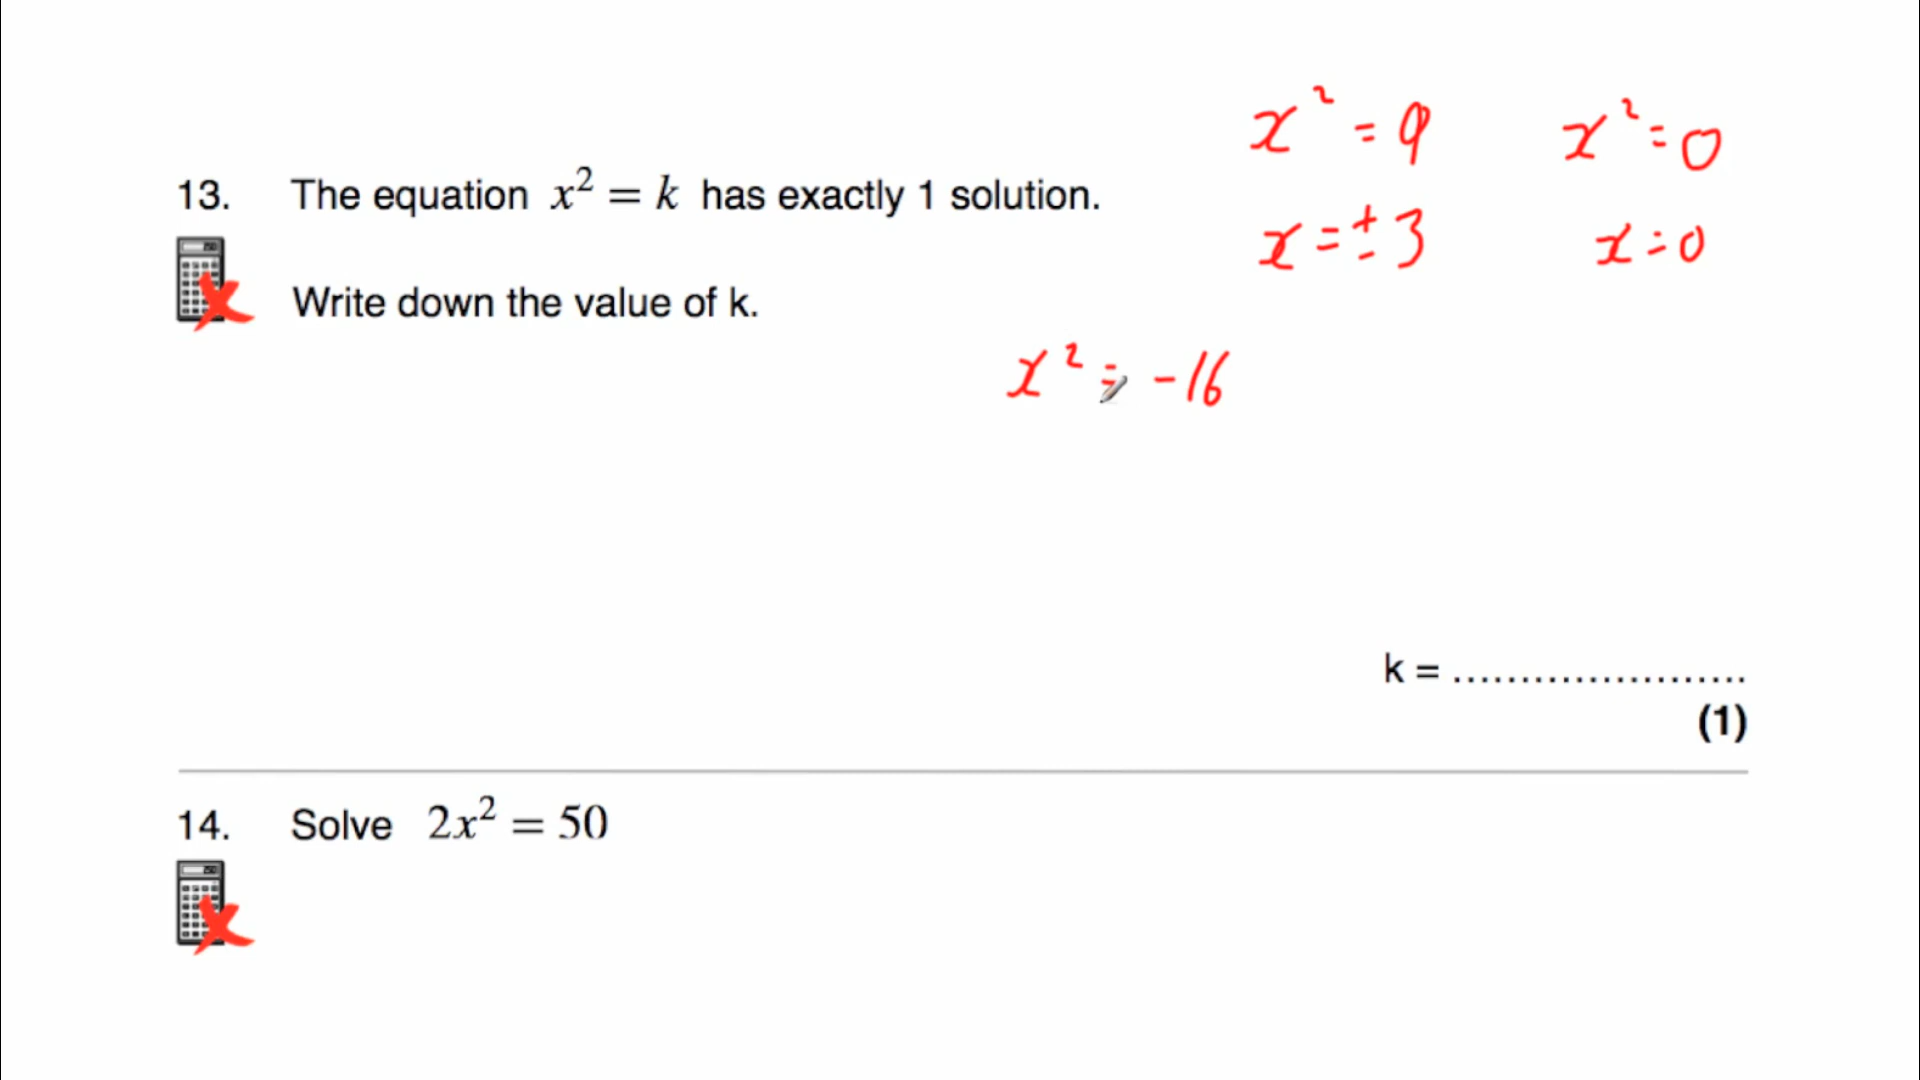 x² = 9 x² = 0
13. The equation x² = k has exactly 1 solution.
x = ± 3 x = 0
Write down the value of k.
x² = -16
k = ......................
(1)
14. Solve 2x² = 50